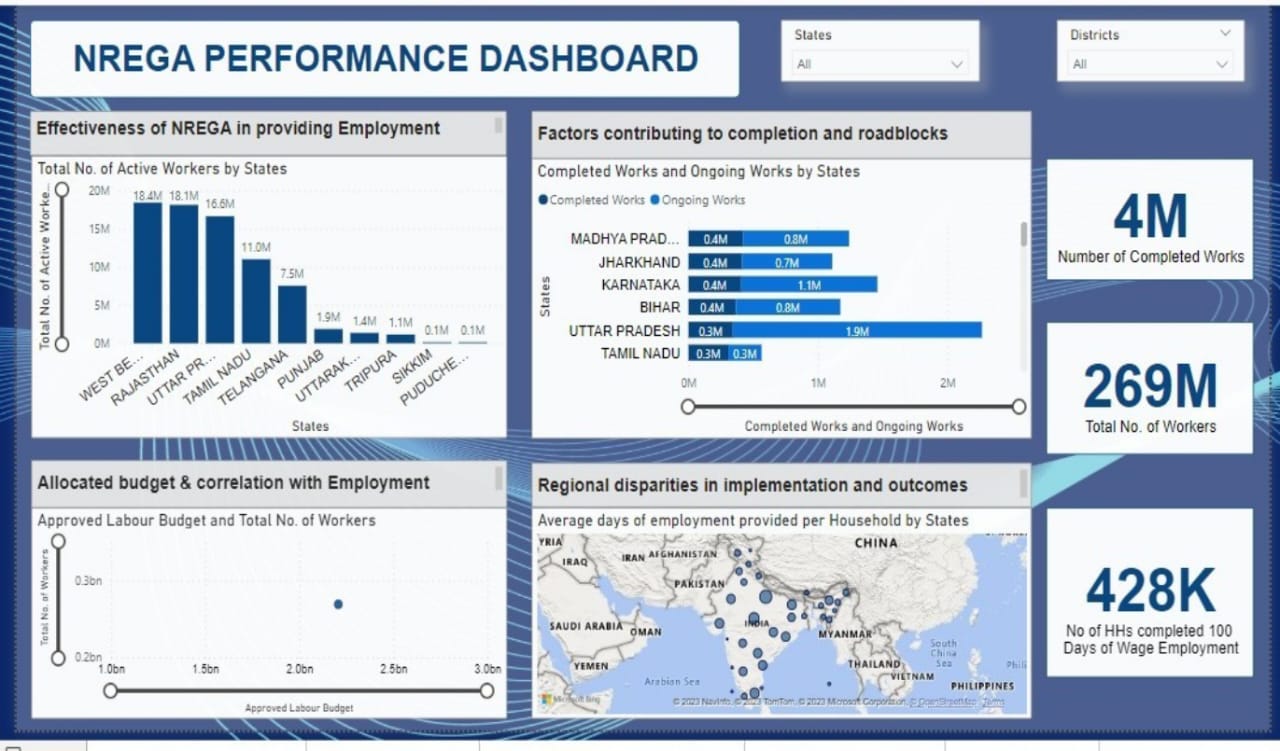 NREGA PERFORMANCE DASHBOARD
States
All
Districts
All
Effectiveness of NREGA in providing Employment
Total No. of Active Workers by States
Total No. of Active Worke...
20M
15M
10M
5M
0M
18.4M
18.1M
16.6M
11.0M
7.5M
1.9M
1.4M
1.1M
0.1M
0.1M
WEST BE...
RAJASTHAN
UTTAR PR...
TAMIL NADU
TELANGANA
PUNJAB
UTTARAK...
TRIPURA
SIKKIM
PUDUCHE...
States
Factors contributing to completion and roadblocks
Completed Works and Ongoing Works by States
Completed Works Ongoing Works
States
MADHYA PRAD... 0.4M 0.8M
JHARKHAND 0.4M 0.7M
KARNATAKA 0.4M 1.1M
BIHAR 0.4M 0.8M
UTTAR PRADESH 0.3M 1.9M
TAMIL NADU 0.3M 0.3M
0M 1M 2M
Completed Works and Ongoing Works
4M
Number of Completed Works
269M
Total No. of Workers
428K
No of HHs completed 100
Days of Wage Employment
Allocated budget & correlation with Employment
Approved Labour Budget and Total No. of Workers
Total No. of Workers
0.3bn
0.2bn
1.0bn 1.5bn 2.0bn 2.5bn 3.0bn
Approved Labour Budget
Regional disparities in implementation and outcomes
Average days of employment provided per Household by States
YRIA
IRAQ
IRAN
AFGHANISTAN
CHINA
PAKISTAN
SAUDI ARABIA
OMAN
INDIA
MYANMAR
YEMEN
Arabian Sea
THAILAND
VIETNAM
South
China
Sea
Phili
PHILIPPINES
Microsoft Bing
© 2023 NavInfo, © 2023 TomTom, © 2023 Microsoft Corporation, © OpenStreetMap Terms